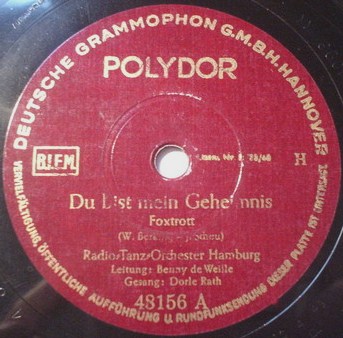 DEUTSCHE GRAMMOPHON G.M.B.H. HANNOVER
POLYDOR
B.I.E.M.
H
Du bist mein Geheimnis
Foxtrott
Radio-Tanz-Orchester Hamburg
Leitung: Benny de Weille
Gesang: Dorle Rath
48156 A
VERVIELFÄLTIGUNG, ÖFFENTLICHE AUFFÜHRUNG U. RUNDFUNKSENDUNG DIESER PLATTE IST UNTERSAGT